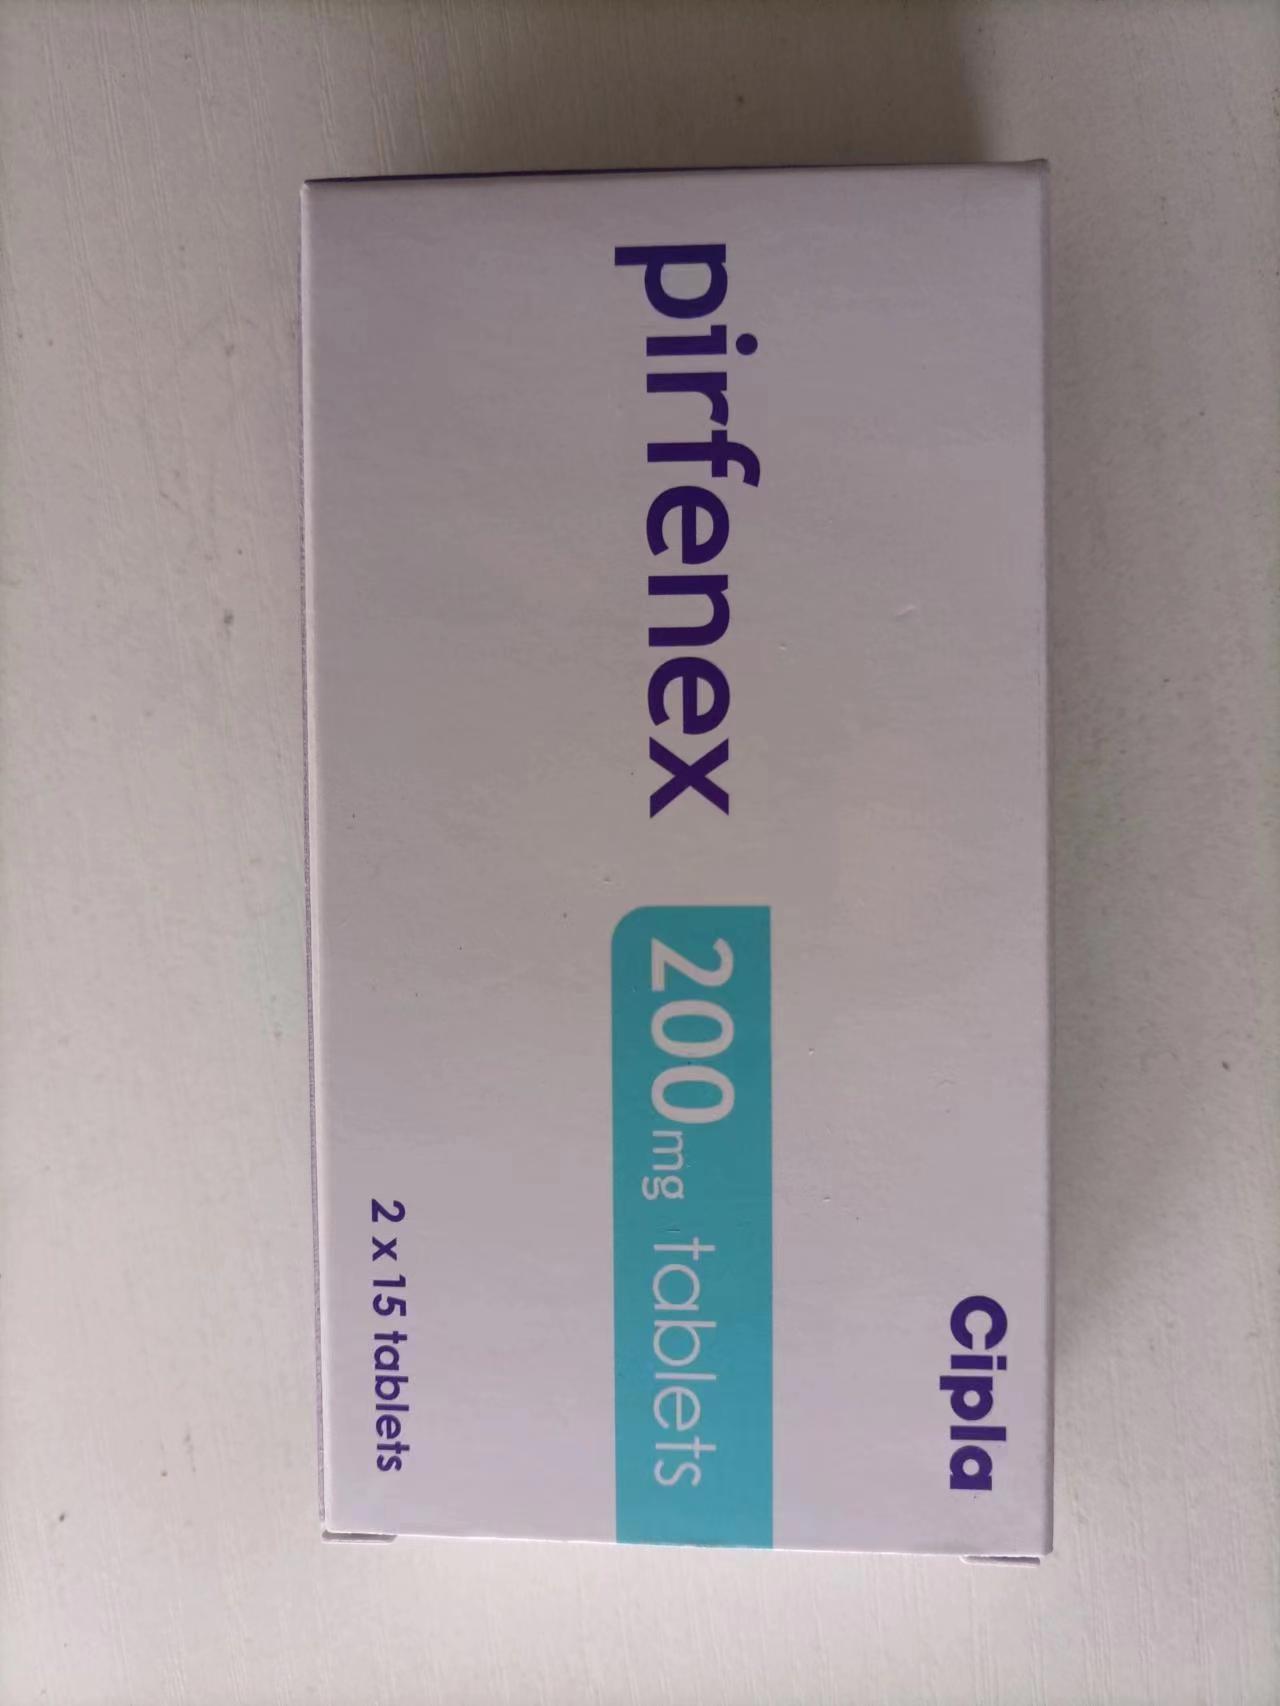 Cipla
pirfenex 200mg tablets
2 x 15 tablets